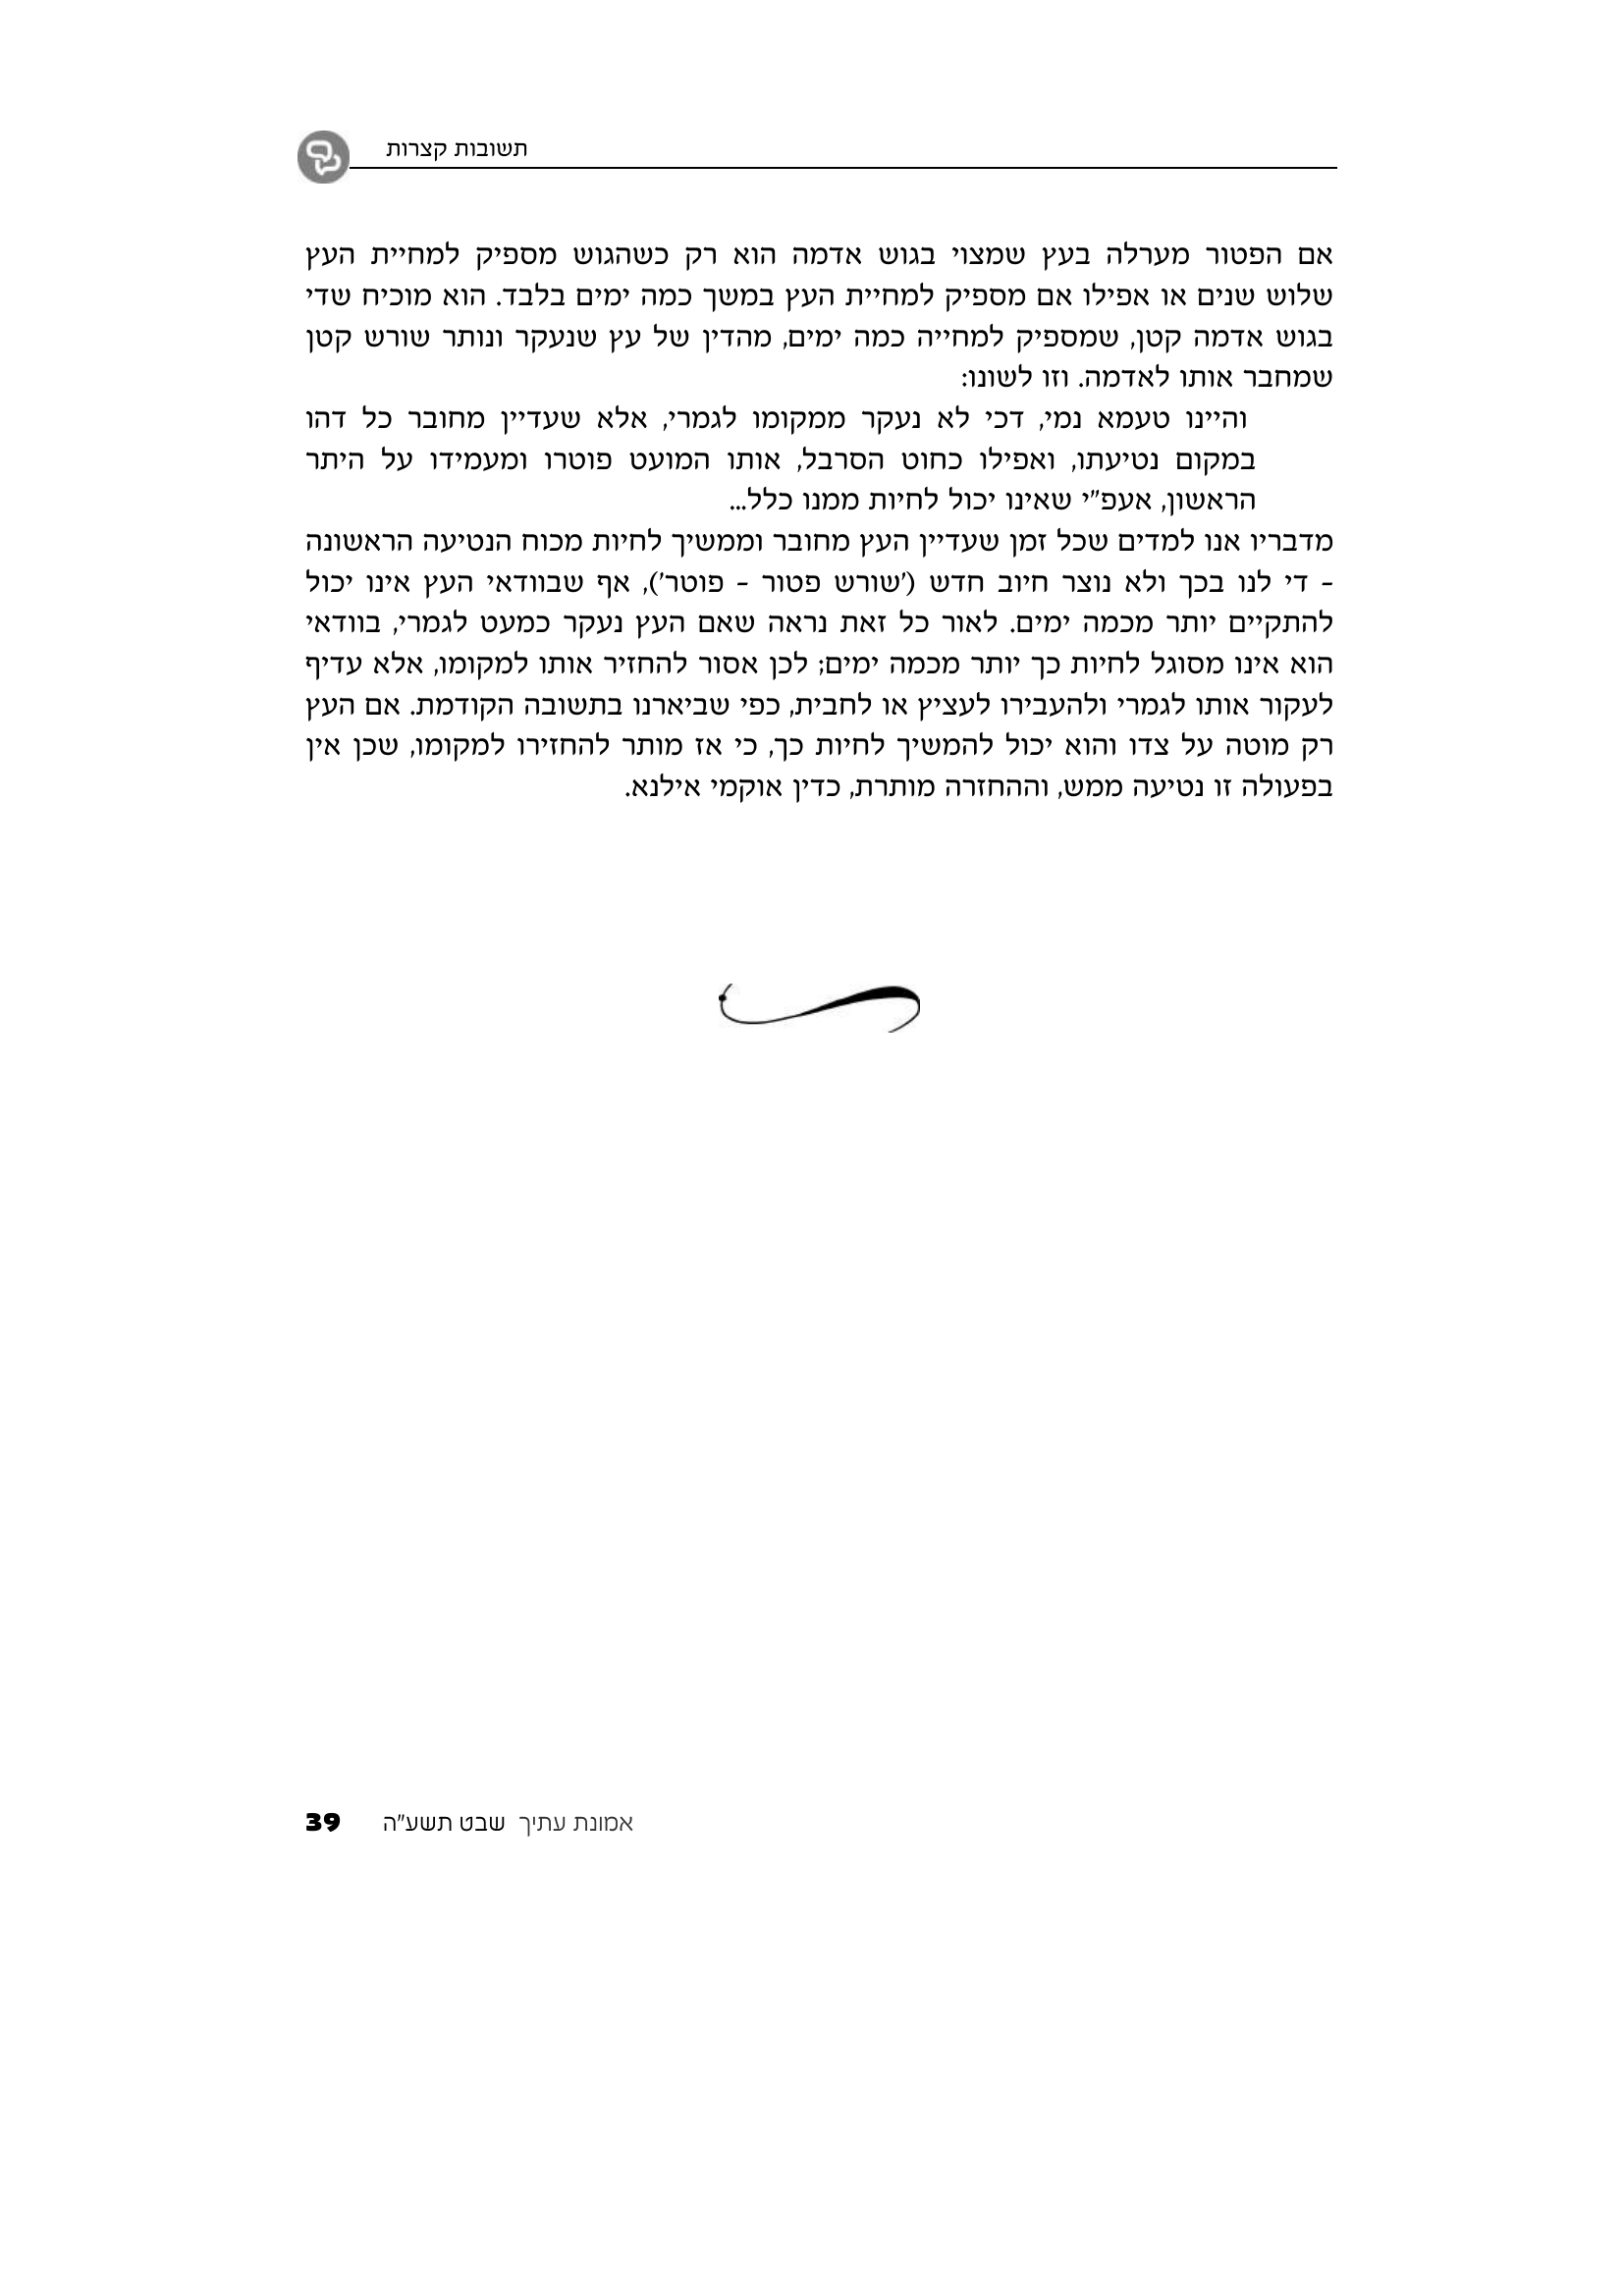 תשובות קצרות
אם הפטור מערלה בעץ שמצוי בגוש אדמה הוא רק כשהגוש מספיק למחיית העץ
שלוש שנים או אפילו אם מספיק למחיית העץ במשך כמה ימים בלבד. הוא מוכיח שדי
בגוש אדמה קטן, שמספיק למחייה כמה ימים, מהדין של עץ שנעקר ונותר שורש קטן
שמחבר אותו לאדמה. וזו לשונו:
והיינו טעמא נמי, דכי לא נעקר ממקומו לגמרי, אלא שעדיין מחובר כל דהו
במקום נטיעתו, ואפילו כחוט הסרבל, אותו המועט פוטרו ומעמידו על היתר
הראשון, אעפ"י שאינו יכול לחיות ממנו כלל...
מדבריו אנו למדים שכל זמן שעדיין העץ מחובר וממשיך לחיות מכוח הנטיעה הראשונה
– די לנו בכך ולא נוצר חיוב חדש ('שורש פטור – פוטר'), אף שבוודאי העץ אינו יכול
להתקיים יותר מכמה ימים. לאור כל זאת נראה שאם העץ נעקר כמעט לגמרי, בוודאי
הוא אינו מסוגל לחיות כך יותר מכמה ימים; לכן אסור להחזיר אותו למקומו, אלא עדיף
לעקור אותו לגמרי ולהעבירו לעציץ או לחבית, כפי שביארנו בתשובה הקודמת. אם העץ
רק מוטה על צדו והוא יכול להמשיך לחיות כך, כי אז מותר להחזירו למקומו, שכן אין
בפעולה זו נטיעה ממש, וההחזרה מותרת, כדין אוקמי אילנא.
אמונת עתיך שבט תשע"ה 39